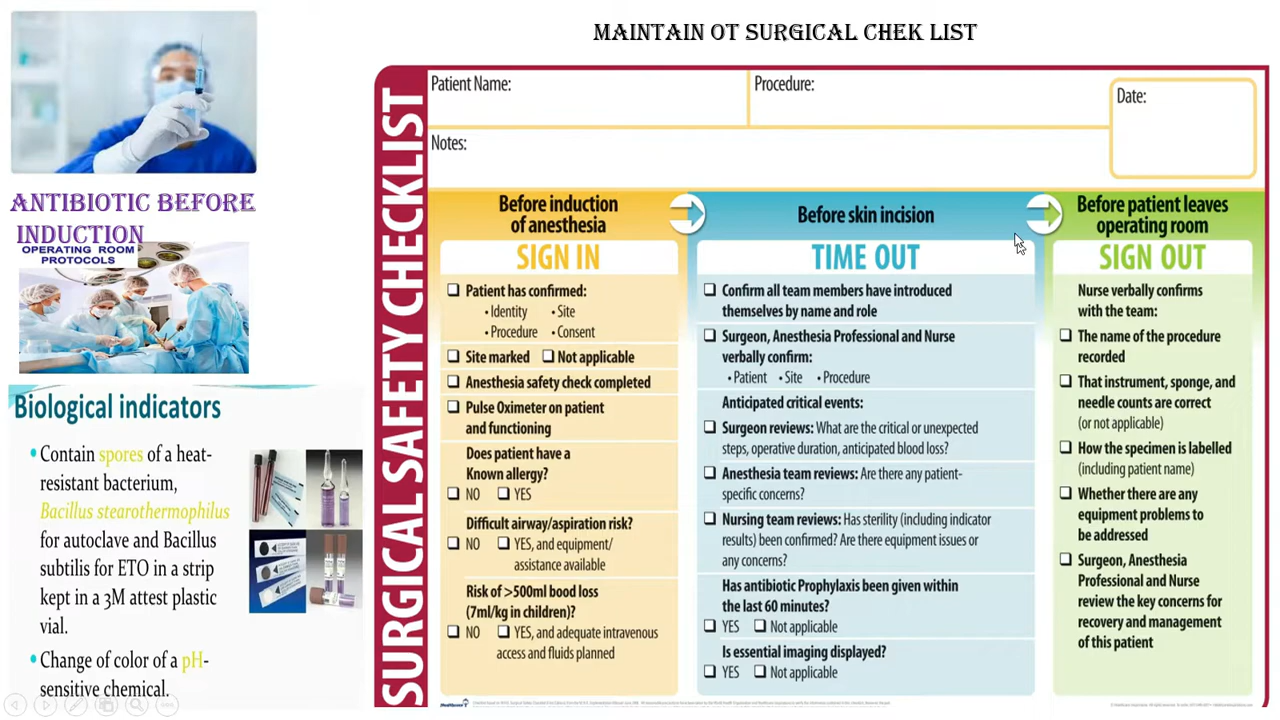 MAINTAIN OT SURGICAL CHEK LIST
ANTIBIOTIC BEFORE
INDUCTION
OPERATING ROOM
PROTOCOLS
Biological indicators
• Contain spores of a heat-
resistant bacterium,
Bacillus stearothermophilus
for autoclave and Bacillus
subtilis for ETO in a strip
kept in a 3M attest plastic
vial.
• Change of color of a pH-
sensitive chemical.
SURGICAL SAFETY CHECKLIST
Patient Name:
Procedure:
Date:
Notes:
Before induction
of anesthesia
SIGN IN
Patient has confirmed:
• Identity • Site
• Procedure • Consent
Site marked Not applicable
Anesthesia safety check completed
Pulse Oximeter on patient
and functioning
Does patient have a
Known allergy?
NO YES
Difficult airway/aspiration risk?
NO YES, and equipment/
assistance available
Risk of >500ml bood loss
(7ml/kg in children)?
NO YES, and adequate intravenous
access and fluids planned
Before skin incision
TIME OUT
Confirm all team members have introduced
themselves by name and role
Surgeon, Anesthesia Professional and Nurse
verbally confirm:
• Patient • Site • Procedure
Anticipated critical events:
Surgeon reviews: What are the critical or unexpected
steps, operative duration, anticipated blood loss?
Anesthesia team reviews: Are there any patient-
specific concerns?
Nursing team reviews: Has sterility (including indicator
results) been confirmed? Are there equipment issues or
any concerns?
Has antibiotic Prophylaxis been given within
the last 60 minutes?
YES Not applicable
Is essential imaging displayed?
YES Not applicable
Before patient leaves
operating room
SIGN OUT
Nurse verbally confirms
with the team:
The name of the procedure
recorded
That instrument, sponge, and
needle counts are correct
(or not applicable)
How the specimen is labelled
(including patient name)
Whether there are any
equipment problems to
be addressed
Surgeon, Anesthesia
Professional and Nurse
review the key concerns for
recovery and management
of this patient